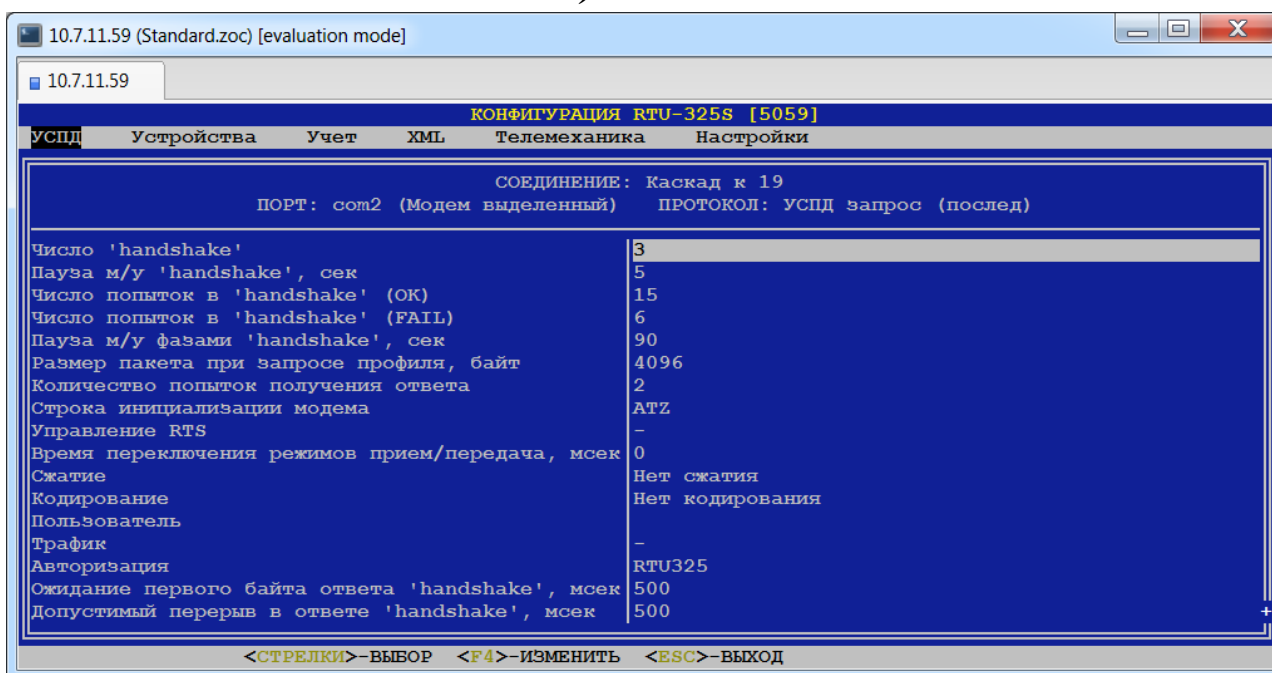 10.7.11.59 (Standard.zoc) [evaluation mode]
10.7.11.59
КОНФИГУРАЦИЯ RTU-325S [5059]
УСПД Устройства Учет XML Телемеханика Настройки
СОЕДИНЕНИЕ: Каскад к 19
ПОРТ: com2 (Модем выделенный) ПРОТОКОЛ: УСПД запрос (послед)
Число 'handshake' 3
Пауза м/у 'handshake', сек 5
Число попыток в 'handshake' (OK) 15
Число попыток в 'handshake' (FAIL) 6
Пауза м/у фазами 'handshake', сек 90
Размер пакета при запросе профиля, байт 4096
Количество попыток получения ответа 2
Строка инициализации модема ATZ
Управление RTS -
Время переключения режимов прием/передача, мсек 0
Сжатие Нет сжатия
Кодирование Нет кодирования
Пользователь
Трафик -
Авторизация RTU325
Ожидание первого байта ответа 'handshake', мсек 500
Допустимый перерыв в ответе 'handshake', мсек 500 +
<СТРЕЛКИ>-ВЫБОР <F4>-ИЗМЕНИТЬ <ESC>-ВЫХОД